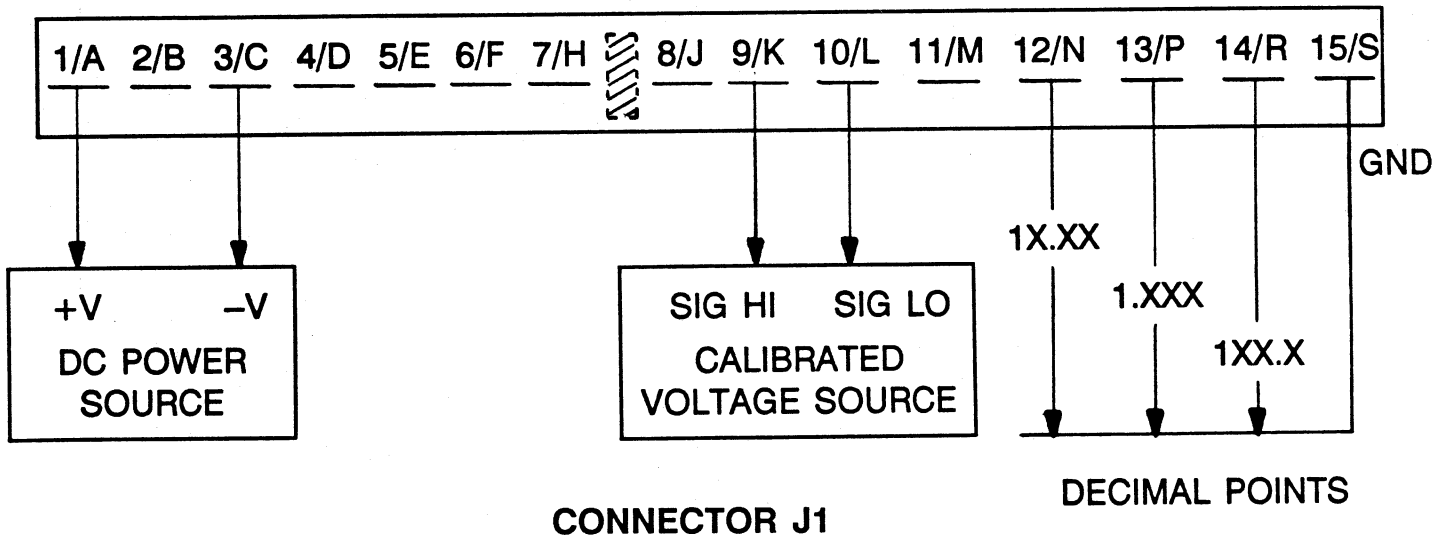 1/A 2/B 3/C 4/D 5/E 6/F 7/H 8/J 9/K 10/L 11/M 12/N 13/P 14/R 15/S
GND
1X.XX
1.XXX
1XX.X
+V –V
DC POWER
SOURCE
SIG HI SIG LO
CALIBRATED
VOLTAGE SOURCE
DECIMAL POINTS
CONNECTOR J1